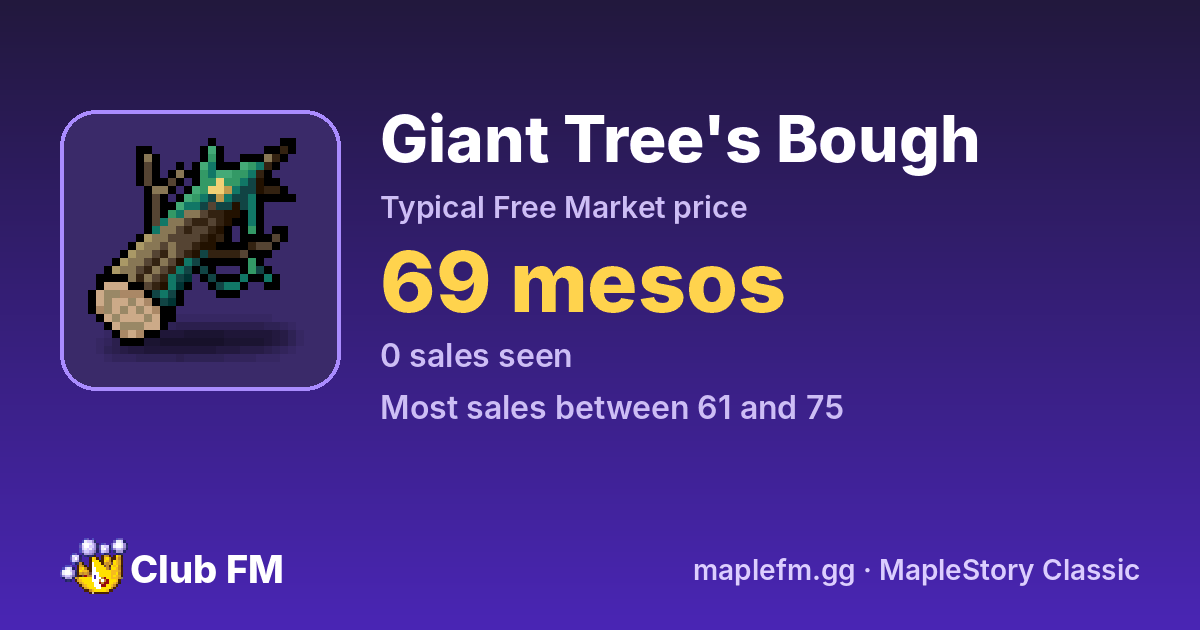 Giant Tree's Bough
Typical Free Market price
69 mesos
0 sales seen
Most sales between 61 and 75
Club FM
maplefm.gg · MapleStory Classic